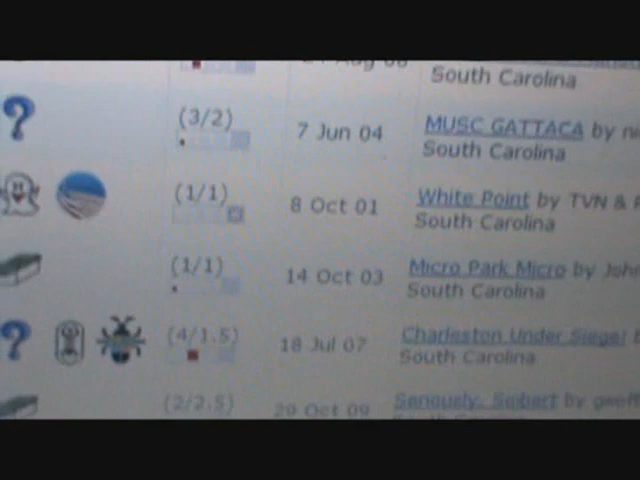 South Carolina
(3/2) 7 Jun 04 MUSC GATTACA by
South Carolina
(1/1) 8 Oct 01 White Point by TVN &
South Carolina
(1/1) 14 Oct 03 Micro Park Micro by John
South Carolina
(4/1.5) 18 Jul 07 Charleston Under Siege!
South Carolina
(2/2.5) 29 Oct 09 Seriously, Seibert by geoff